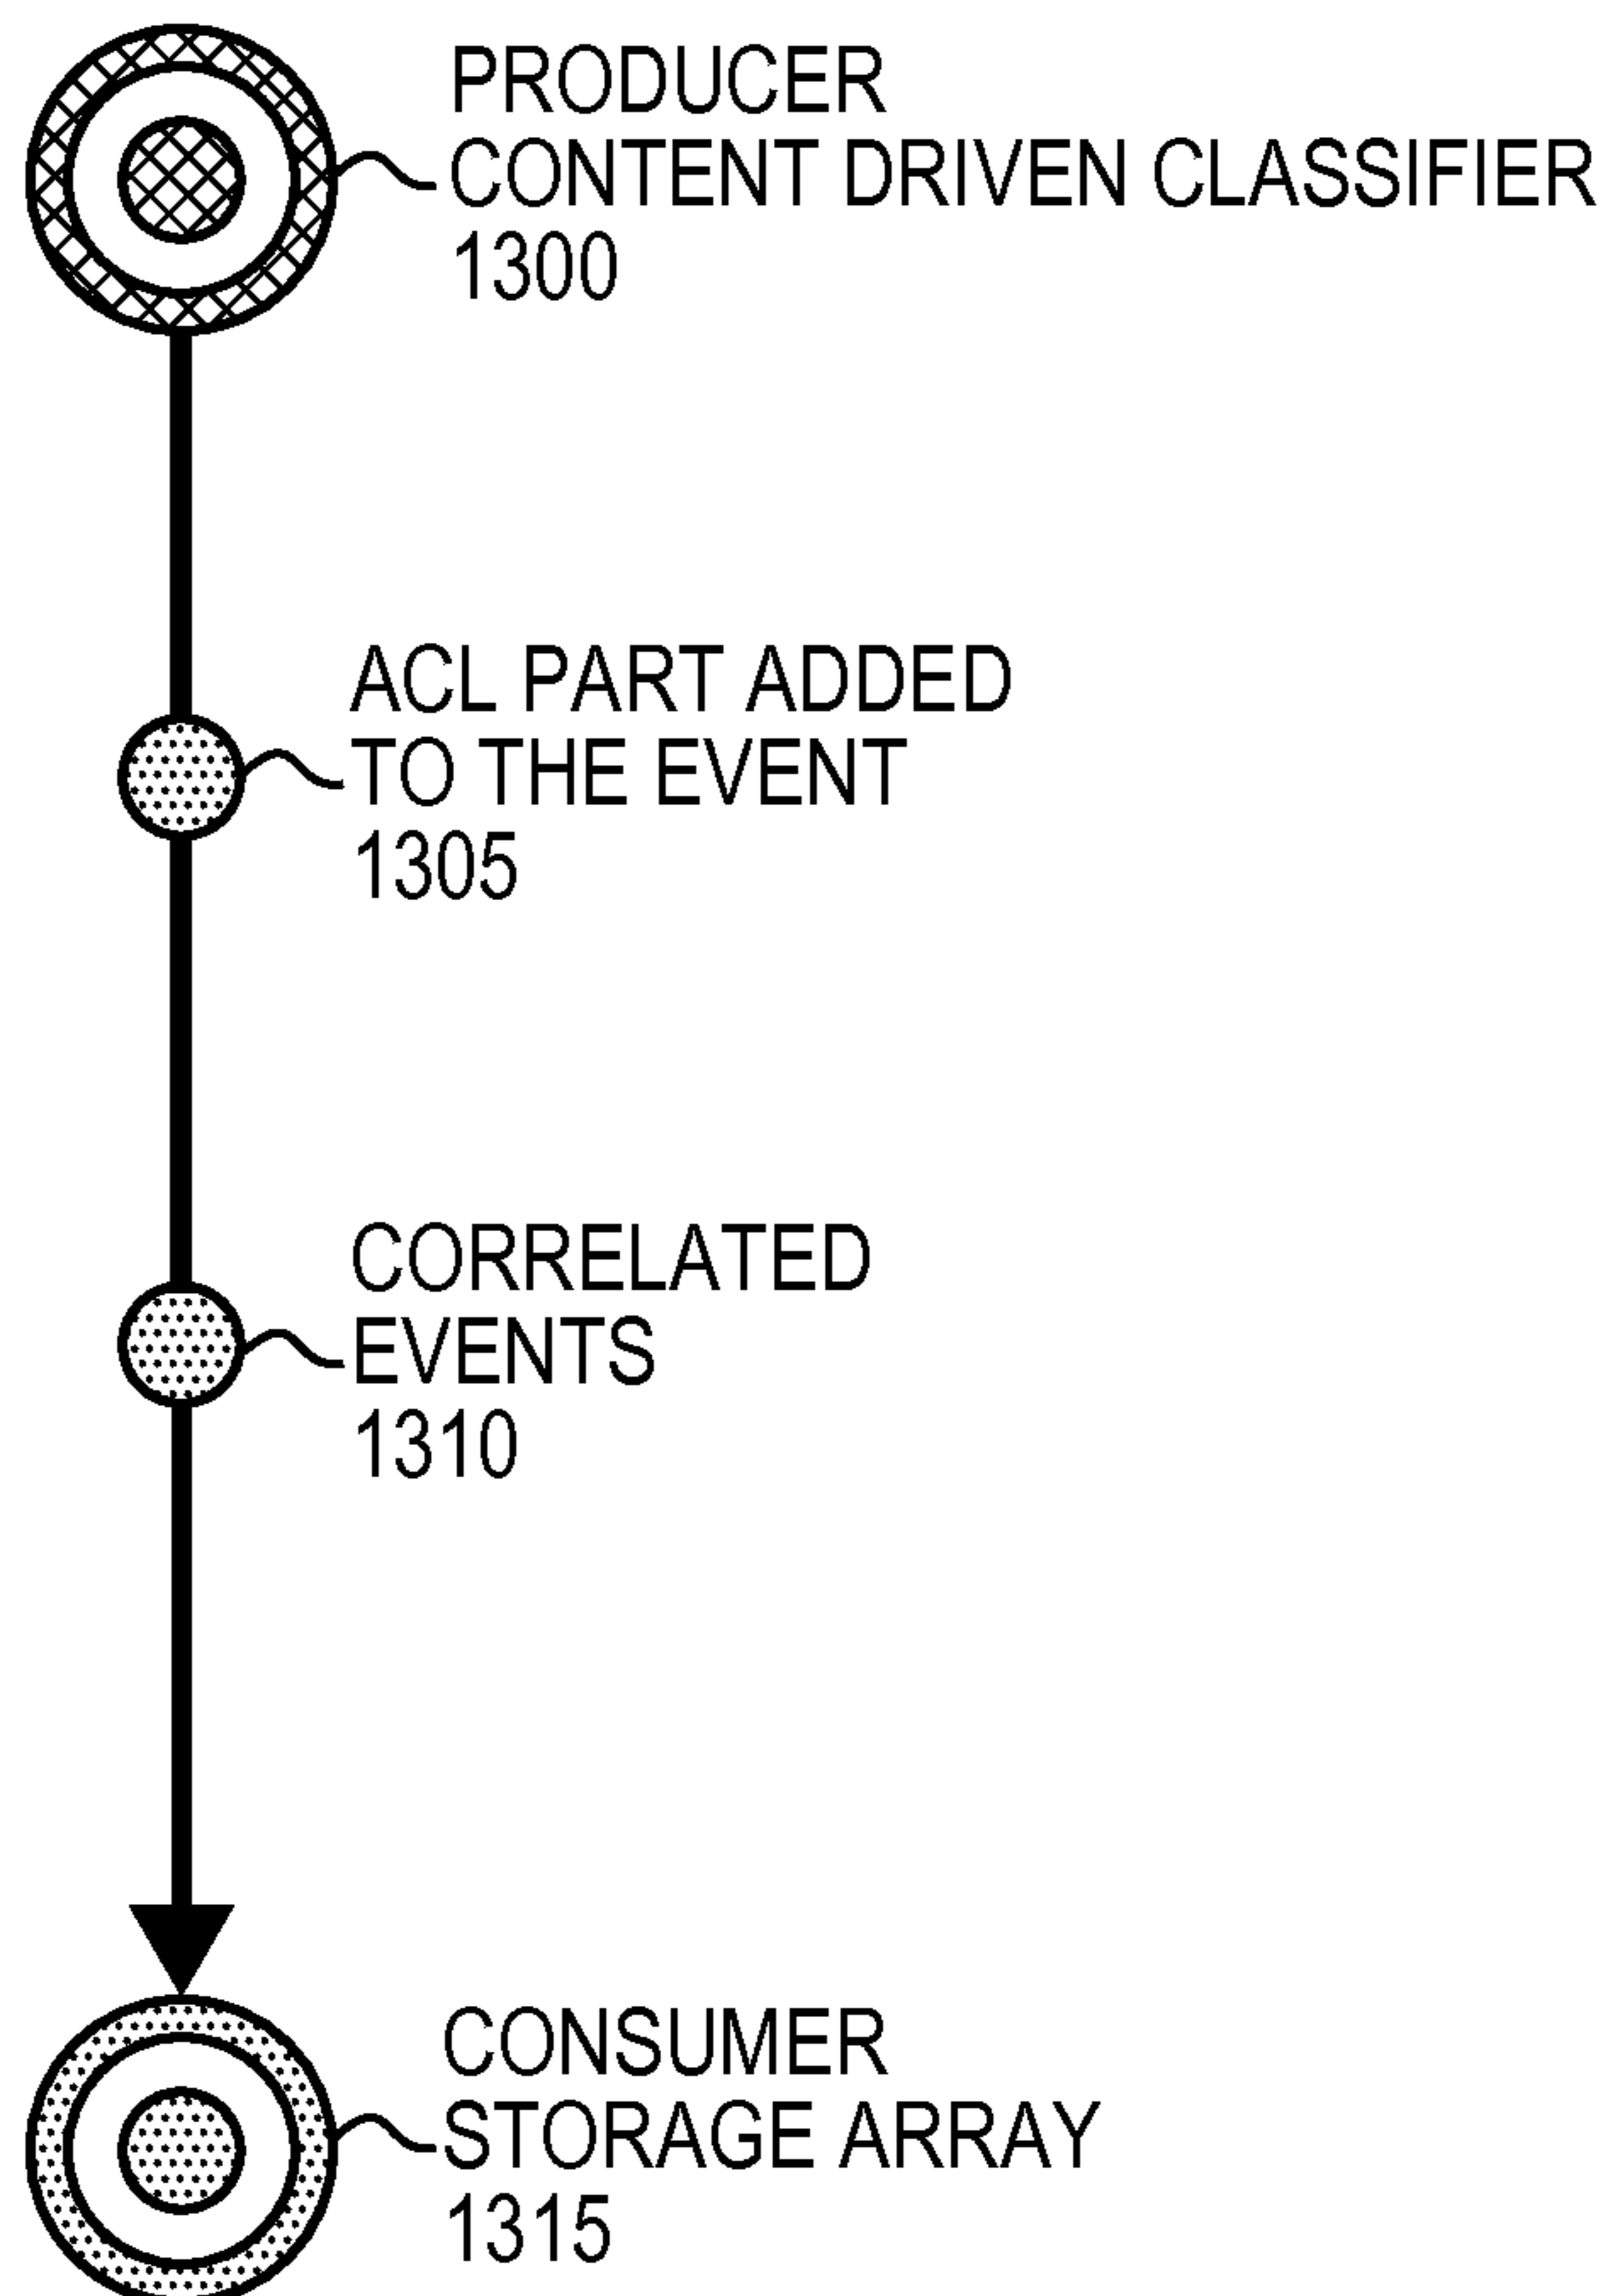 PRODUCER
CONTENT DRIVEN CLASSIFIER
1300
ACL PART ADDED
TO THE EVENT
1305
CORRELATED
EVENTS
1310
CONSUMER
STORAGE ARRAY
1315